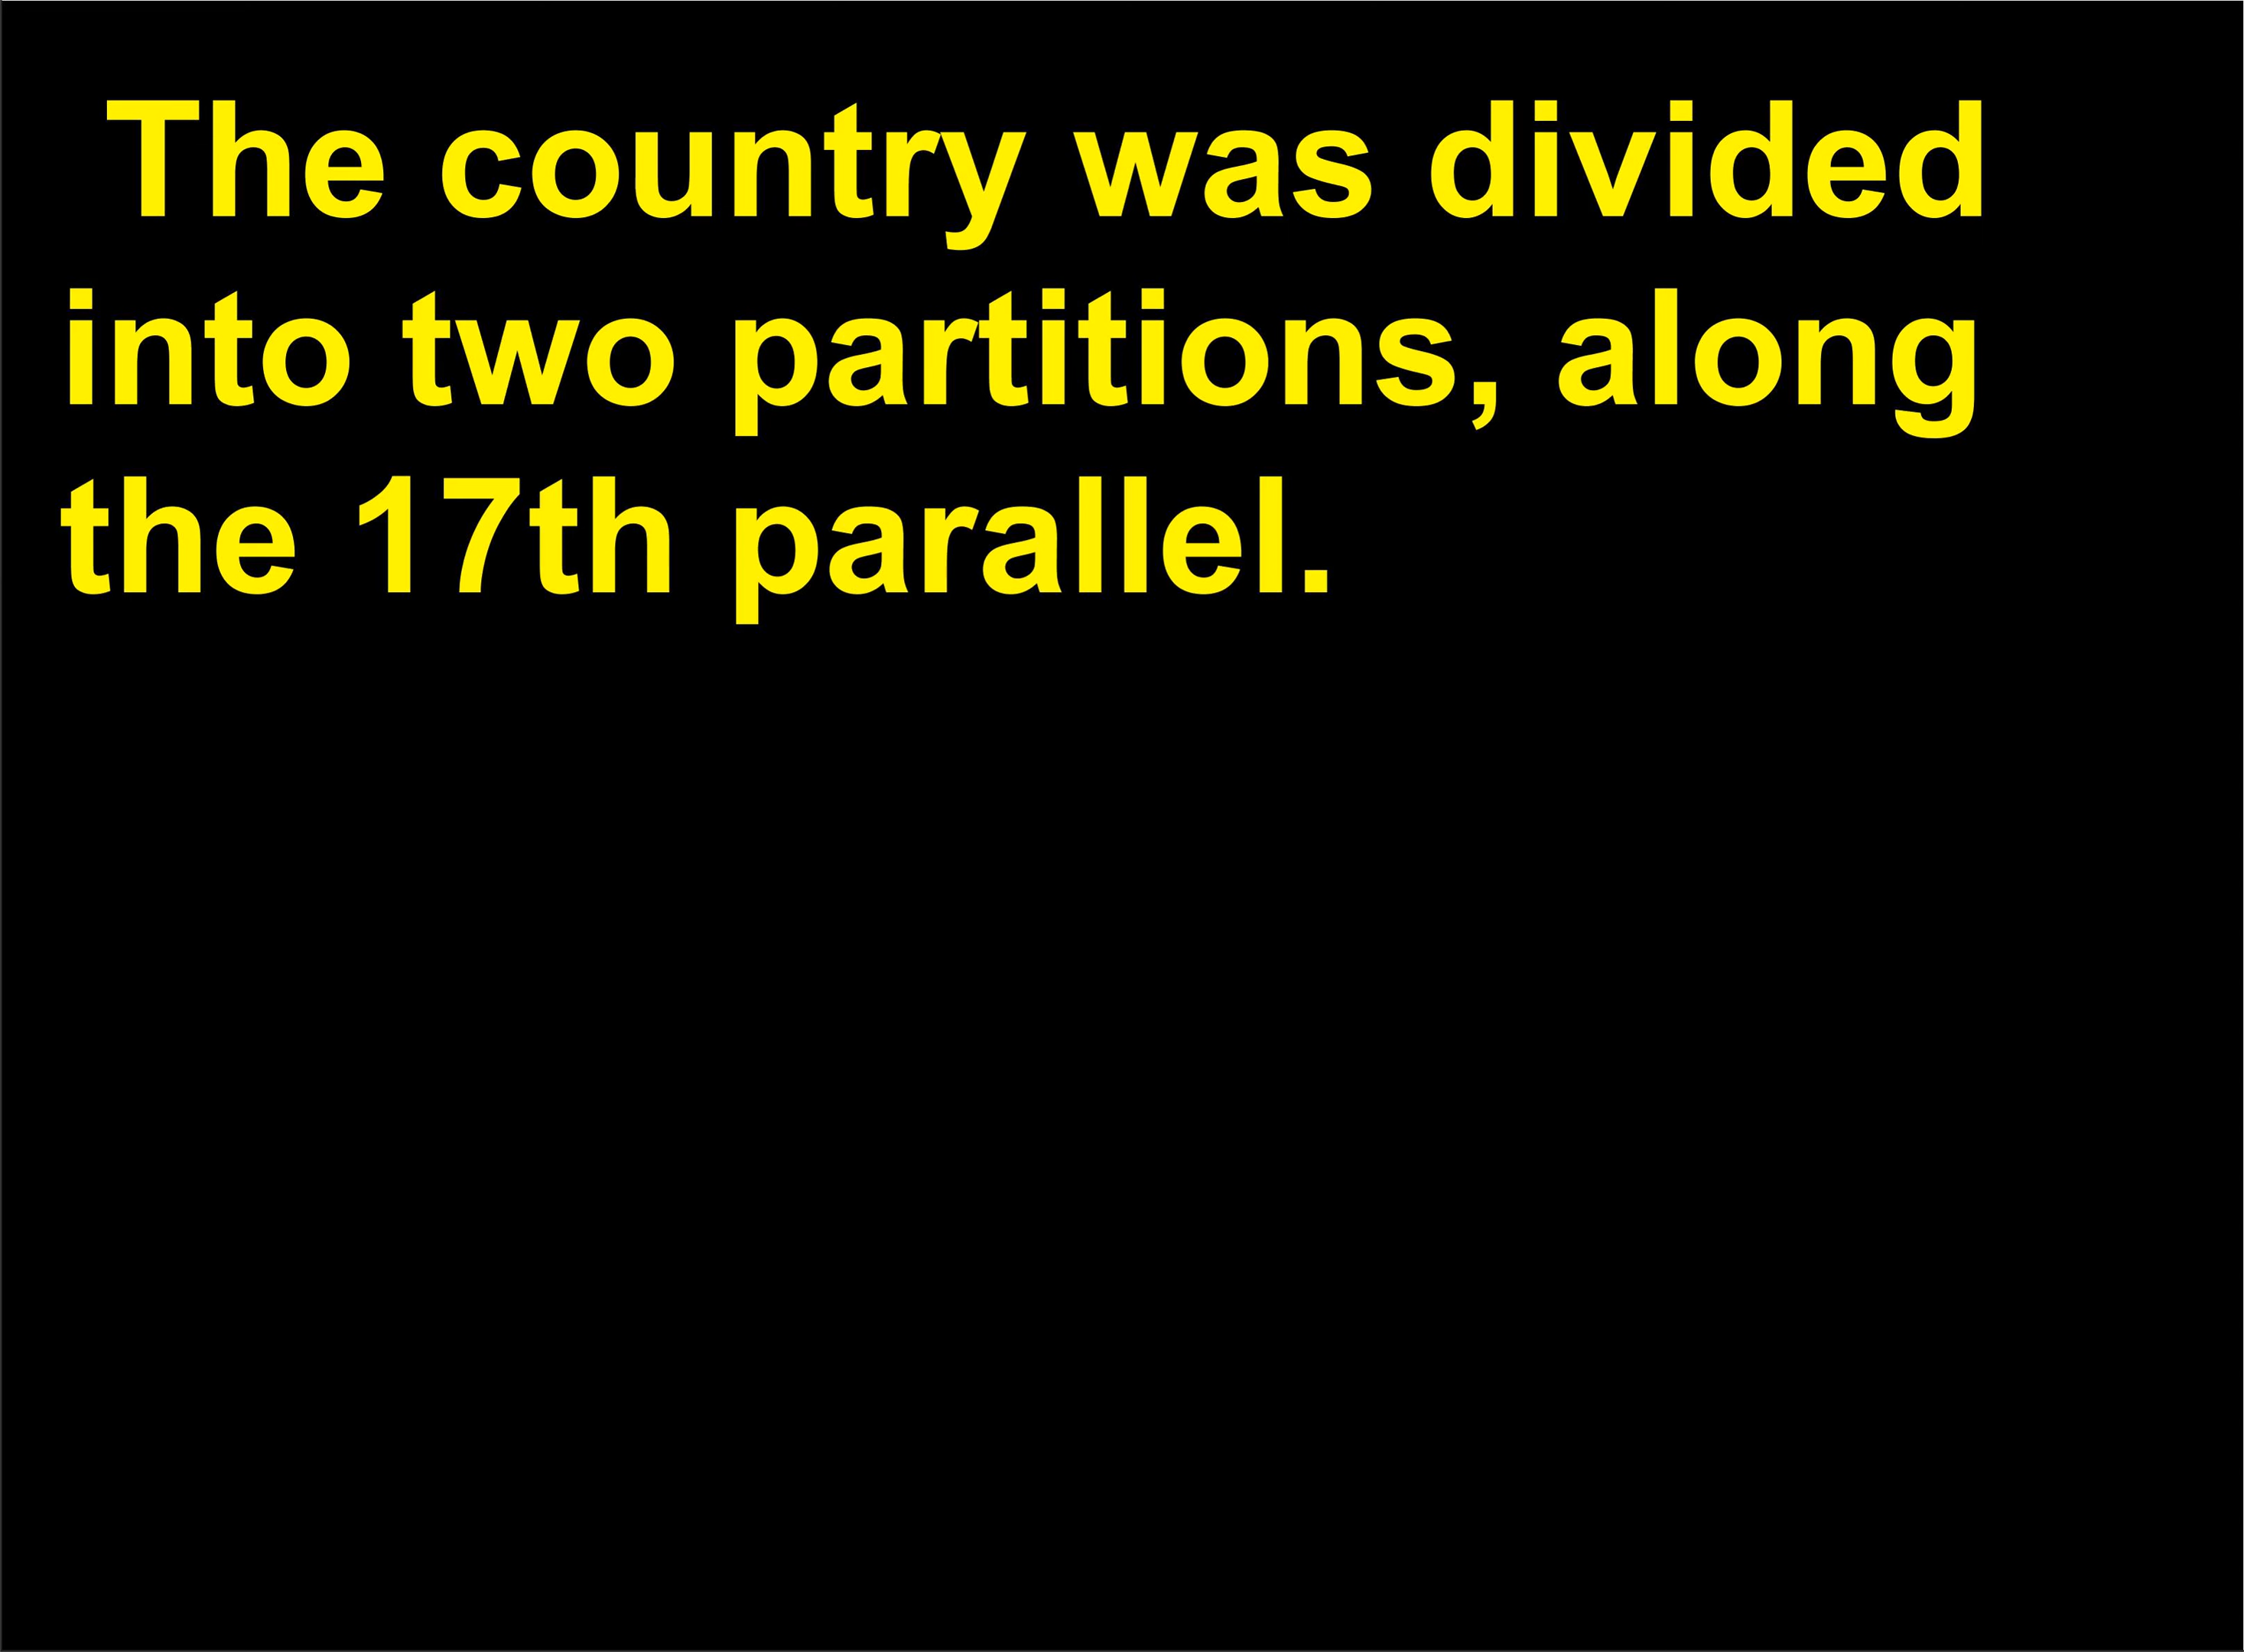 The country was divided
into two partitions, along
the 17th parallel.